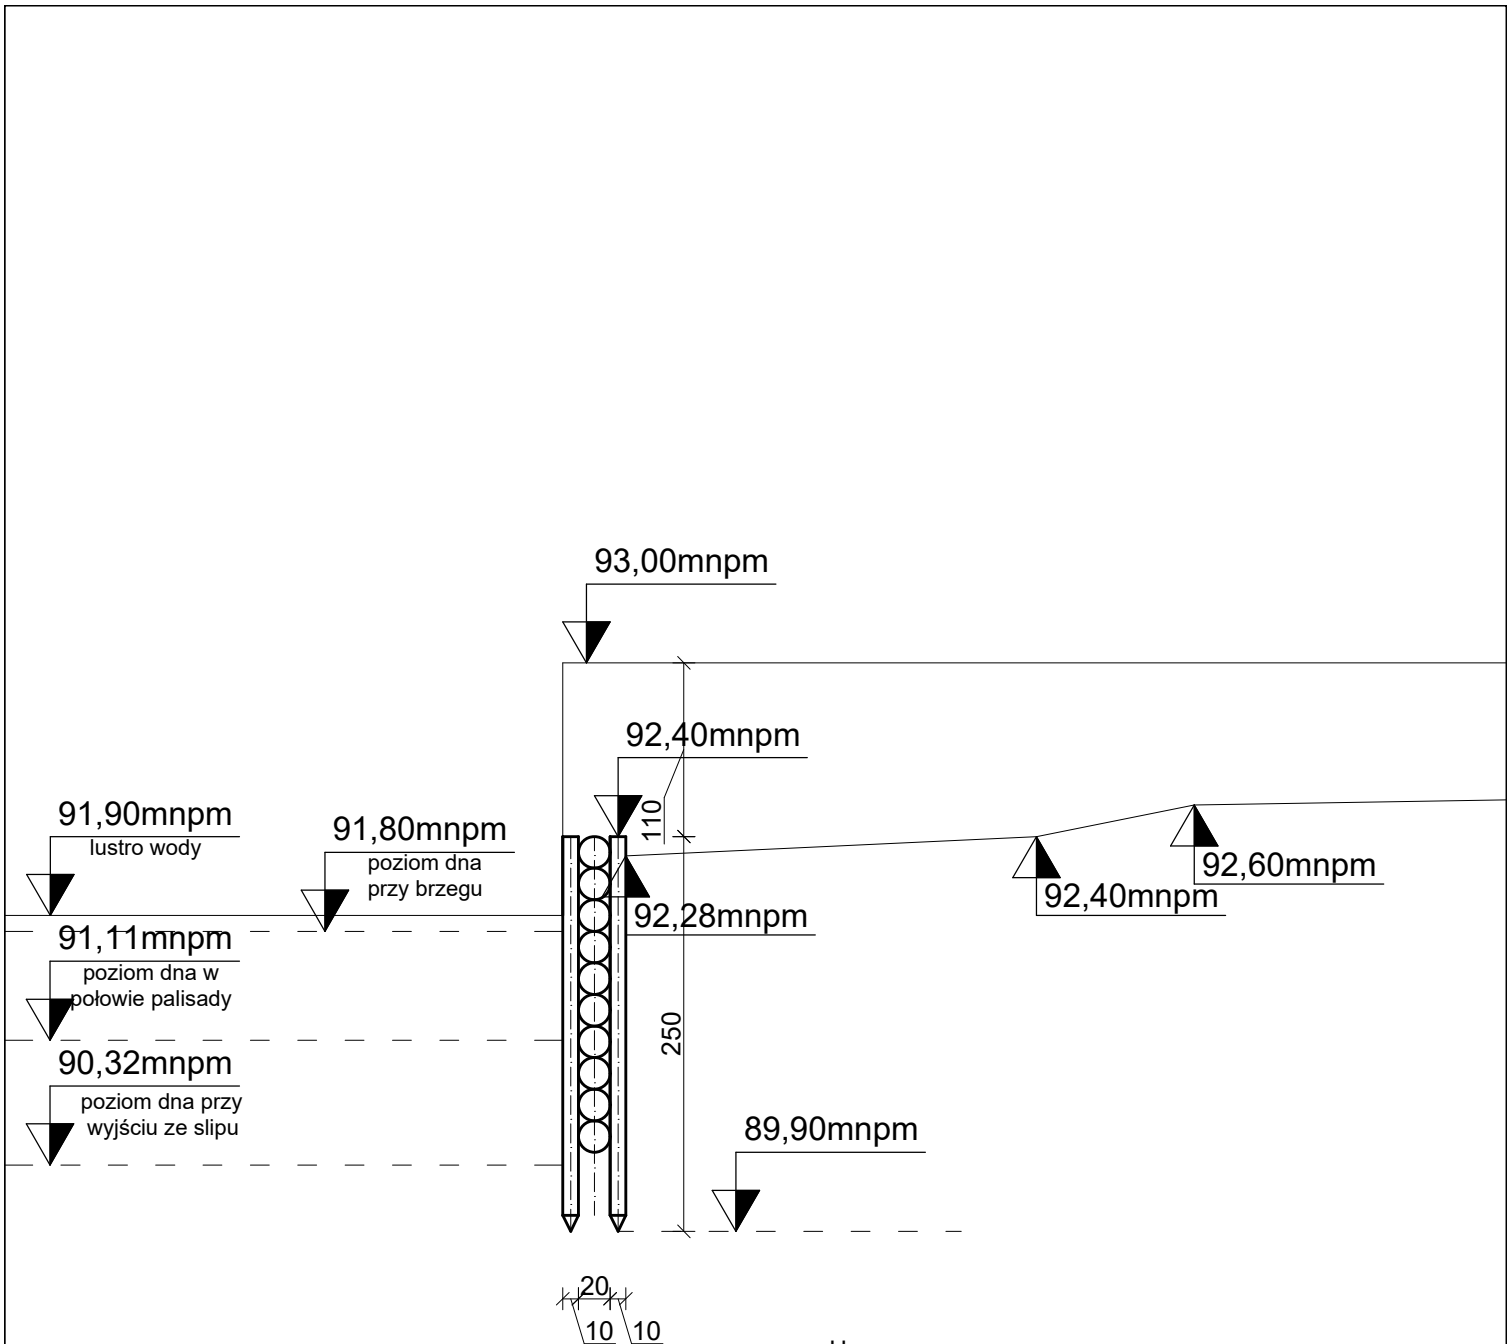 93,00mnpm
92,40mnpm
110
91,90mnpm
lustro wody
91,80mnpm
poziom dna
przy brzegu
92,60mnpm
92,40mnpm
92,28mnpm
91,11mnpm
poziom dna w
połowie palisady
250
90,32mnpm
poziom dna przy
wyjściu ze slipu
89,90mnpm
20
10
10